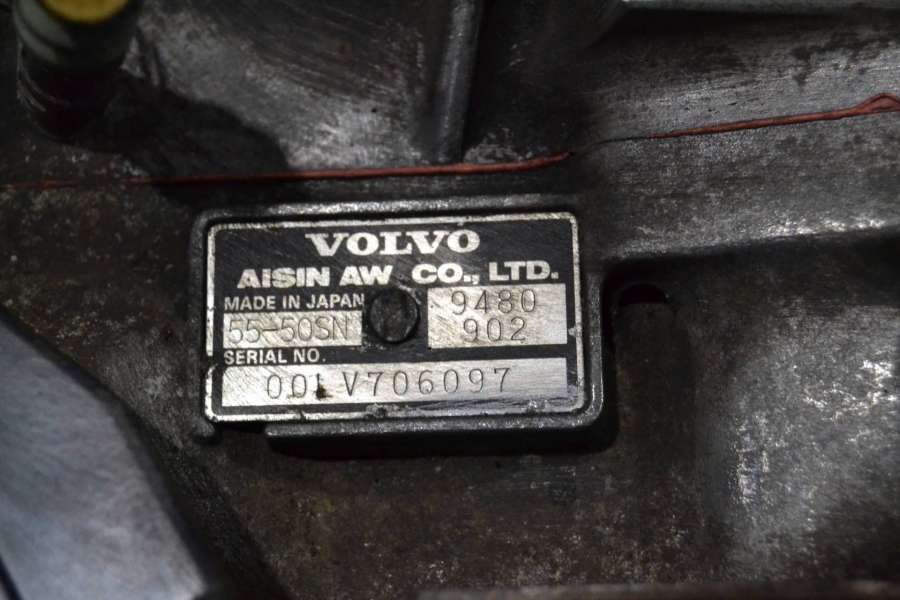 VOLVO
AISIN AW CO., LTD.
MADE IN JAPAN
55-50SN
9480
902
SERIAL NO.
00LV706097